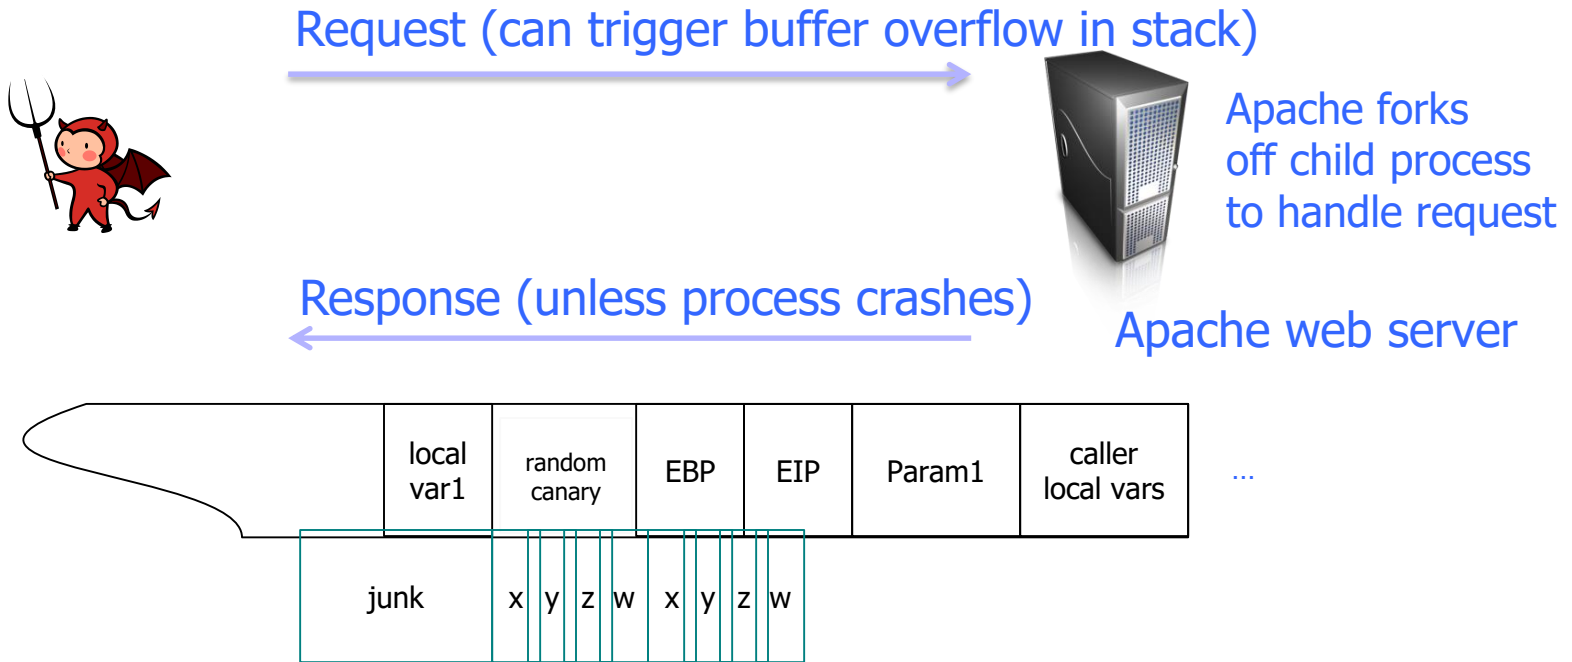 Request (can trigger buffer overflow in stack)
Apache forks
off child process
to handle request
Response (unless process crashes)
Apache web server
local
var1
random
canary
EBP
EIP
Param1
caller
local vars
...
junk
x
y
z
w
x
y
z
w